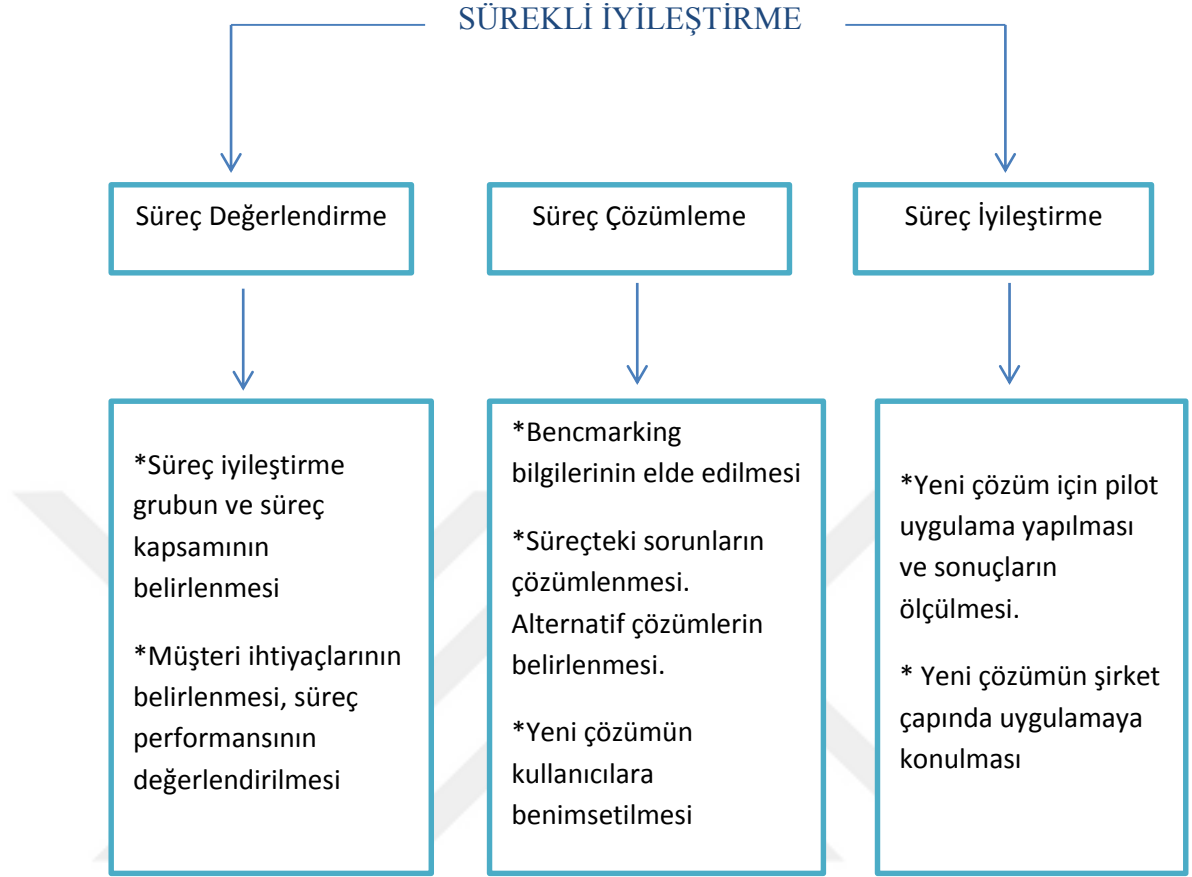 SÜREKLİ İYİLEŞTİRME
Süreç Değerlendirme
Süreç Çözümleme
Süreç İyileştirme
*Süreç iyileştirme
grubun ve süreç
kapsamının
belirlenmesi
*Müşteri ihtiyaçlarının
belirlenmesi, süreç
performansının
değerlendirilmesi
*Bencmarking
bilgilerinin elde edilmesi
*Süreçteki sorunların
çözümlenmesi.
Alternatif çözümlerin
belirlenmesi.
*Yeni çözümün
kullanıcılara
benimsetilmesi
*Yeni çözüm için pilot
uygulama yapılması
ve sonuçların
ölçülmesi.
* Yeni çözümün şirket
çapında uygulamaya
konulması